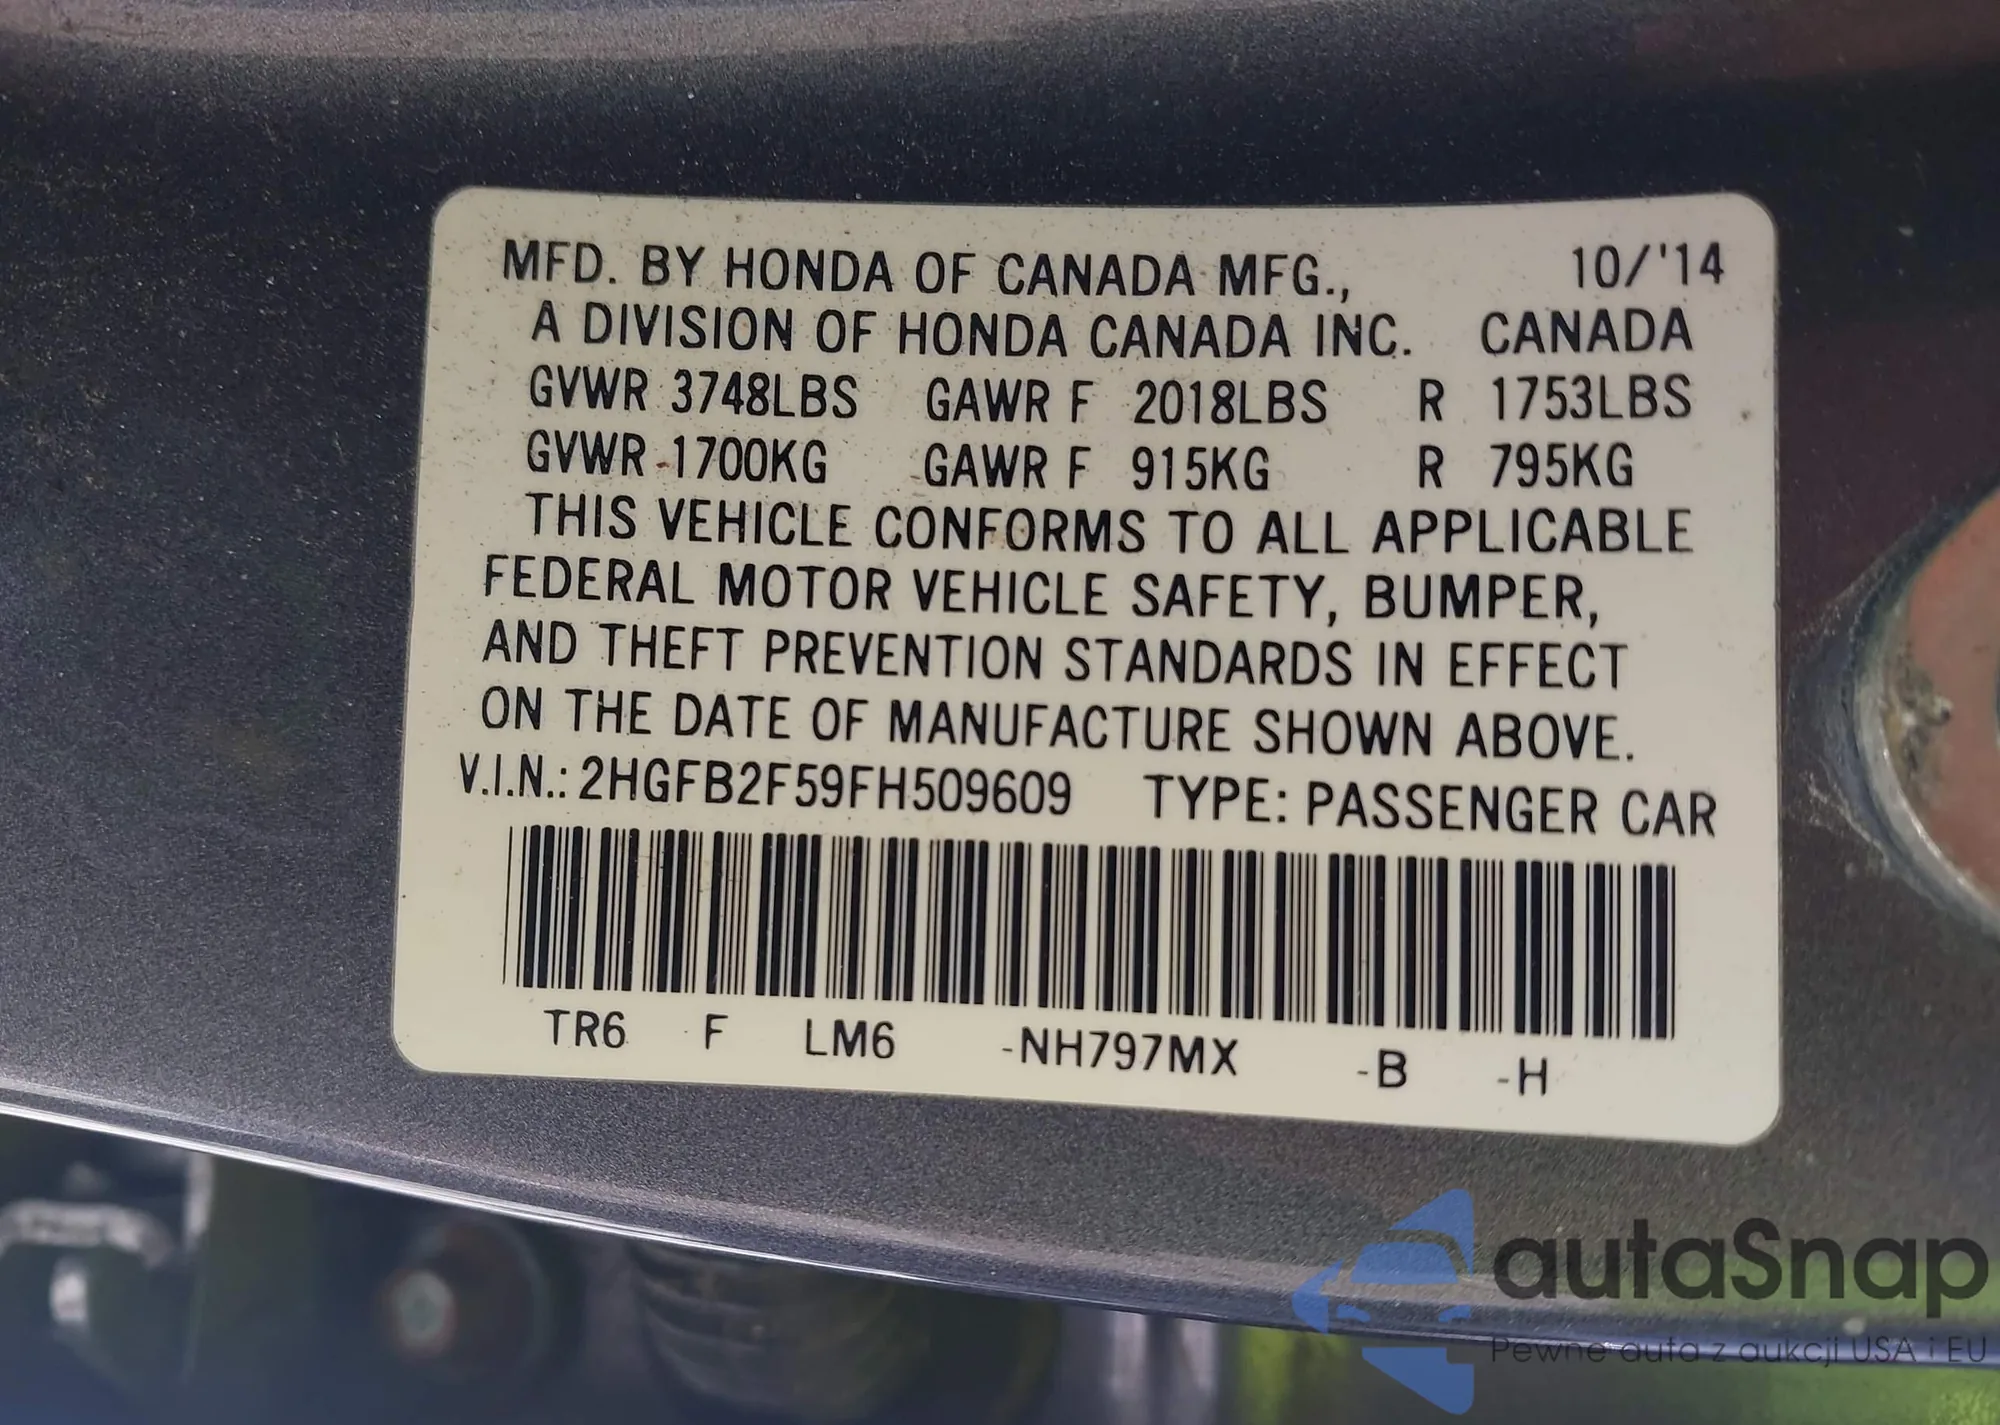 MFD. BY HONDA OF CANADA MFG., 10/'14
A DIVISION OF HONDA CANADA INC. CANADA
GVWR 3748LBS GAWR F 2018LBS R 1753LBS
GVWR 1700KG GAWR F 915KG R 795KG
THIS VEHICLE CONFORMS TO ALL APPLICABLE
FEDERAL MOTOR VEHICLE SAFETY, BUMPER,
AND THEFT PREVENTION STANDARDS IN EFFECT
ON THE DATE OF MANUFACTURE SHOWN ABOVE.
V.I.N.: 2HGFB2F59FH509609 TYPE: PASSENGER CAR
TR6 F LM6 -NH797MX -B -H
autaSnap
Pewne auta z aukcji USA i EU